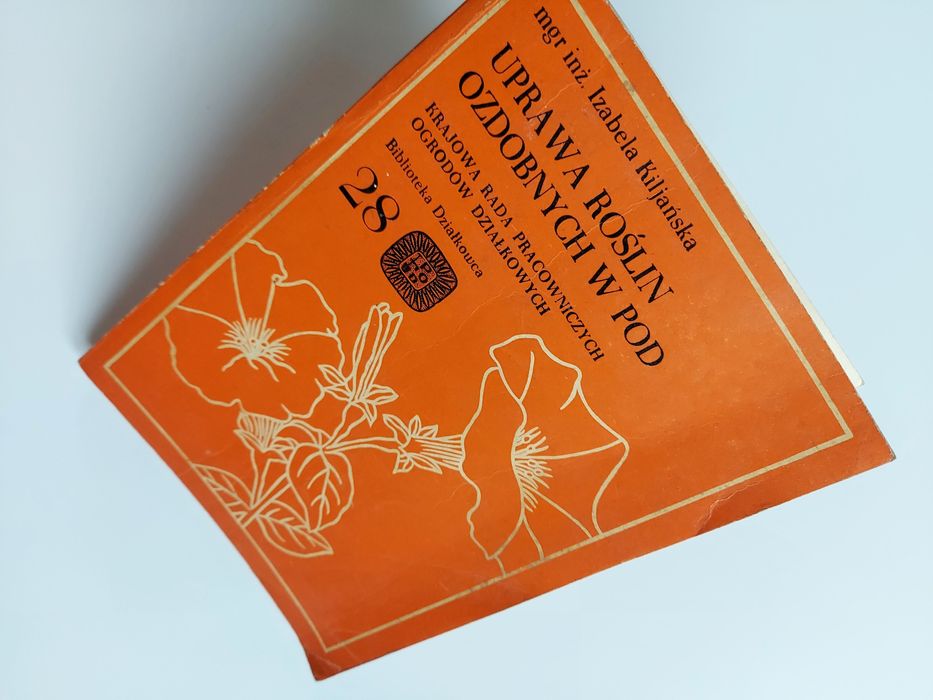 mgr inż. Izabela Kiljańska
UPRAWA ROŚLIN
OZDOBNYCH W POD
KRAJOWA RADA PRACOWNICZYCH
OGRODÓW DZIAŁKOWYCH
Biblioteka Działkowca
28